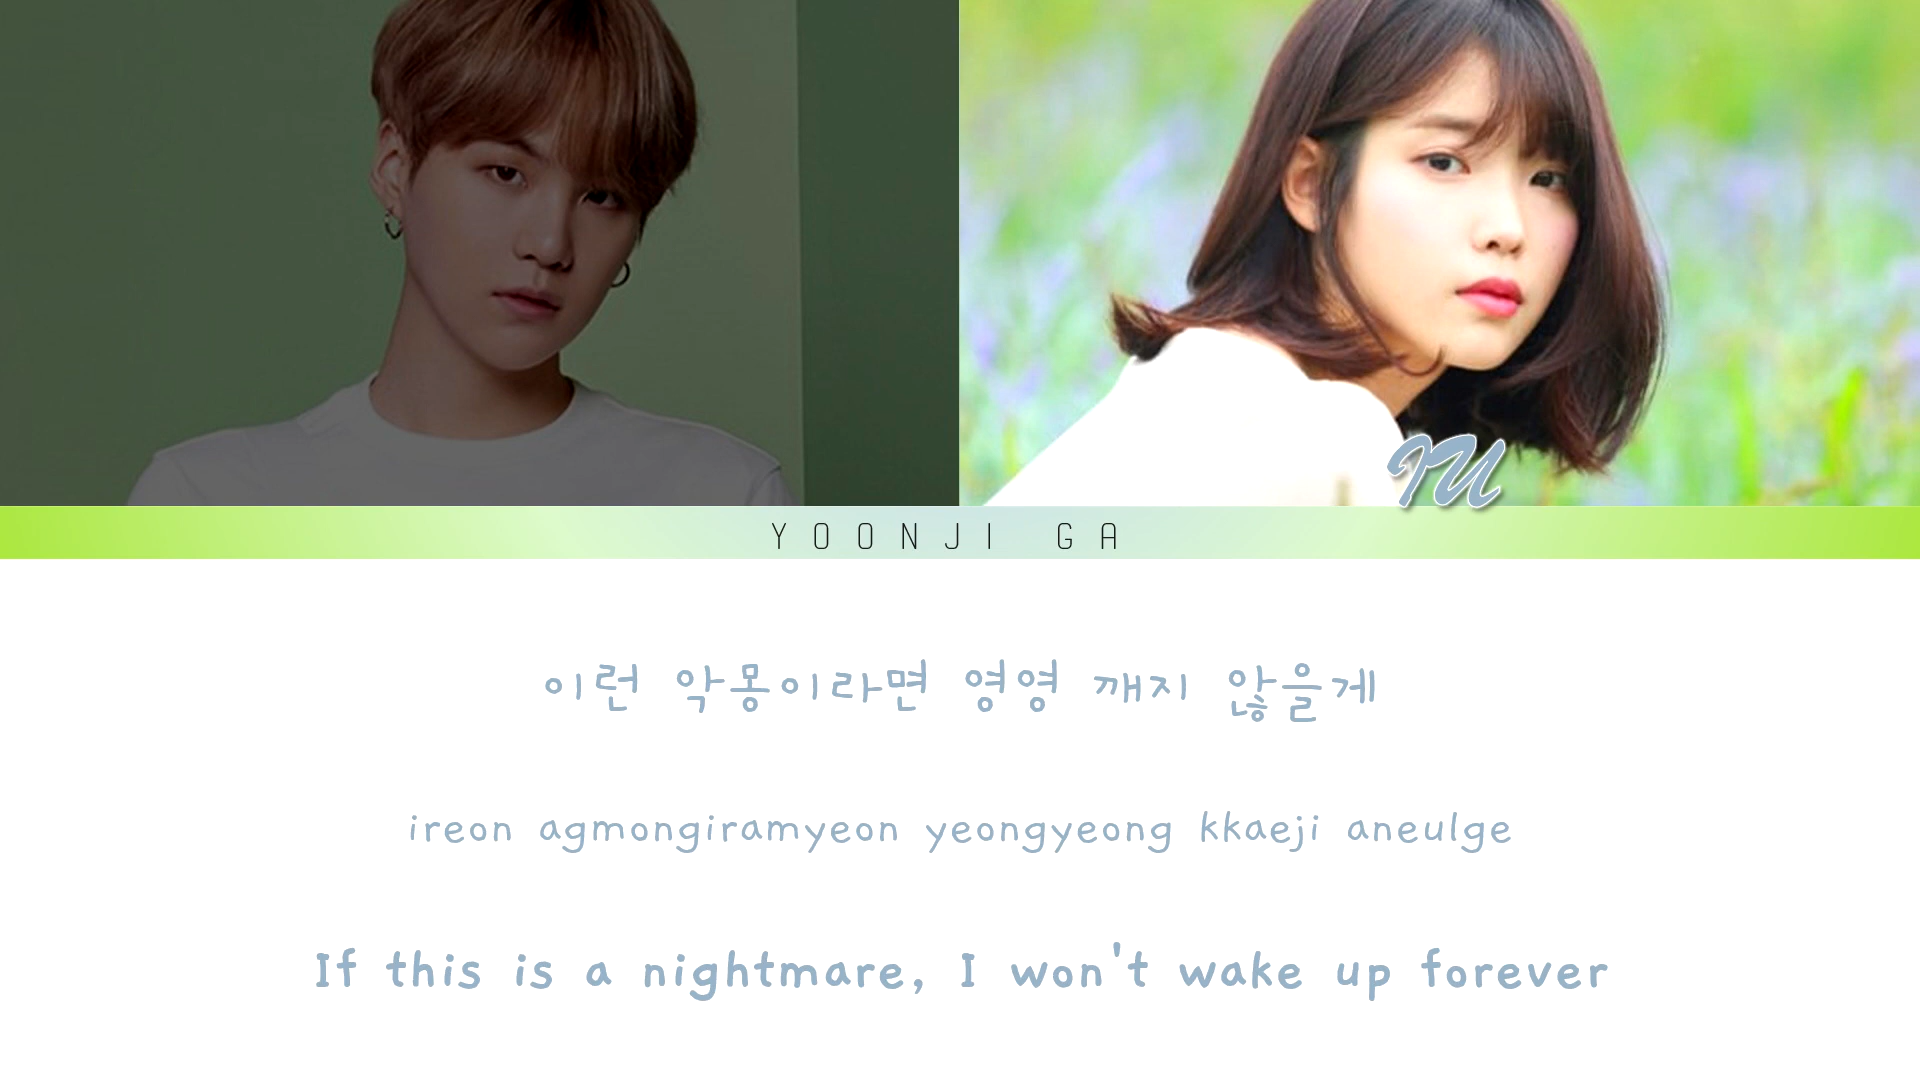 IU
YOONJI GA
이런 악몽이라면 영영 깨지 않을게
ireon agmongiramyeon yeongyeong kkaeji aneulge
If this is a nightmare, I won't wake up forever